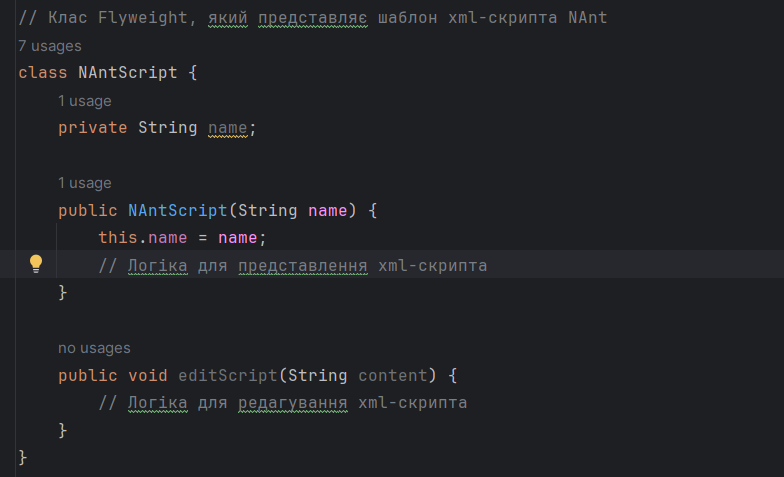 // Клас Flyweight, який представляє шаблон xml-скрипта NAnt
7 usages
class NAntScript {
1 usage
private String name;
1 usage
public NAntScript(String name) {
this.name = name;
// Логіка для представлення xml-скрипта
}
no usages
public void editScript(String content) {
// Логіка для редагування xml-скрипта
}
}